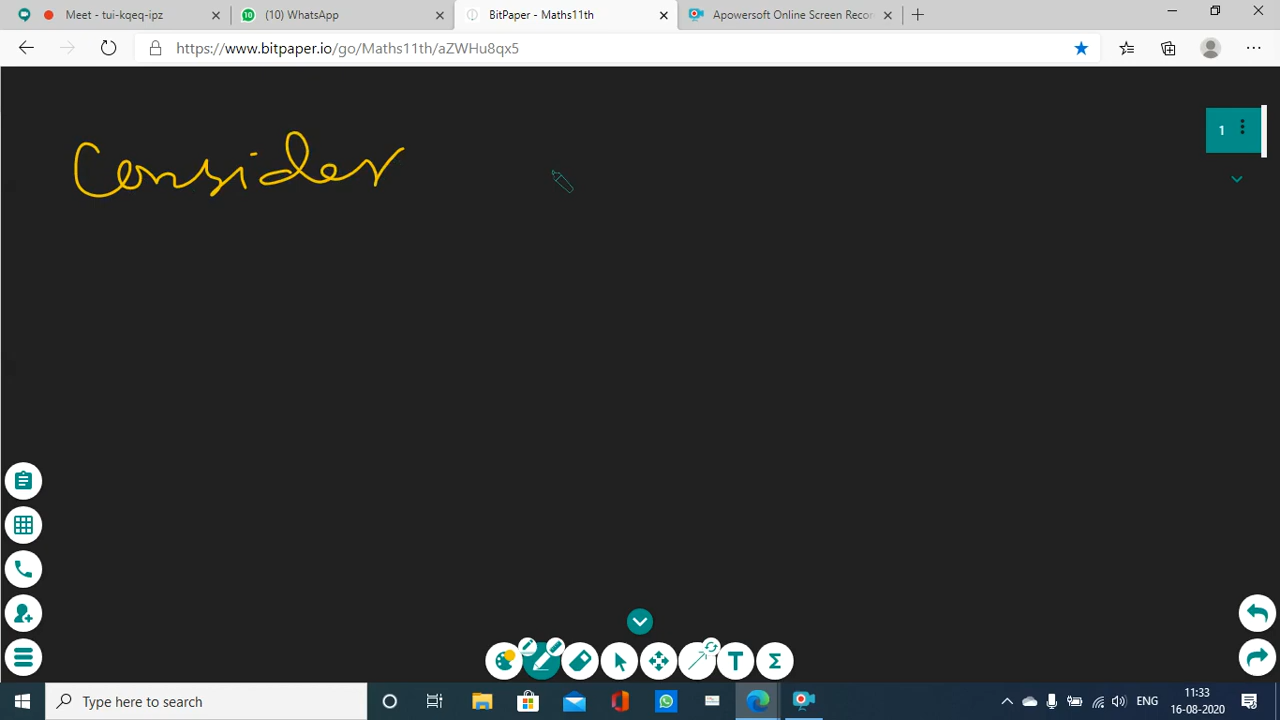 Meet - tui-kqeq-ipz
(10) WhatsApp
BitPaper - Maths11th
Apowersoft Online Screen Recor
https://www.bitpaper.io/go/Maths11th/aZWHu8qx5
Consider
1
T
Σ
Type here to search
ENG
11:33
16-08-2020